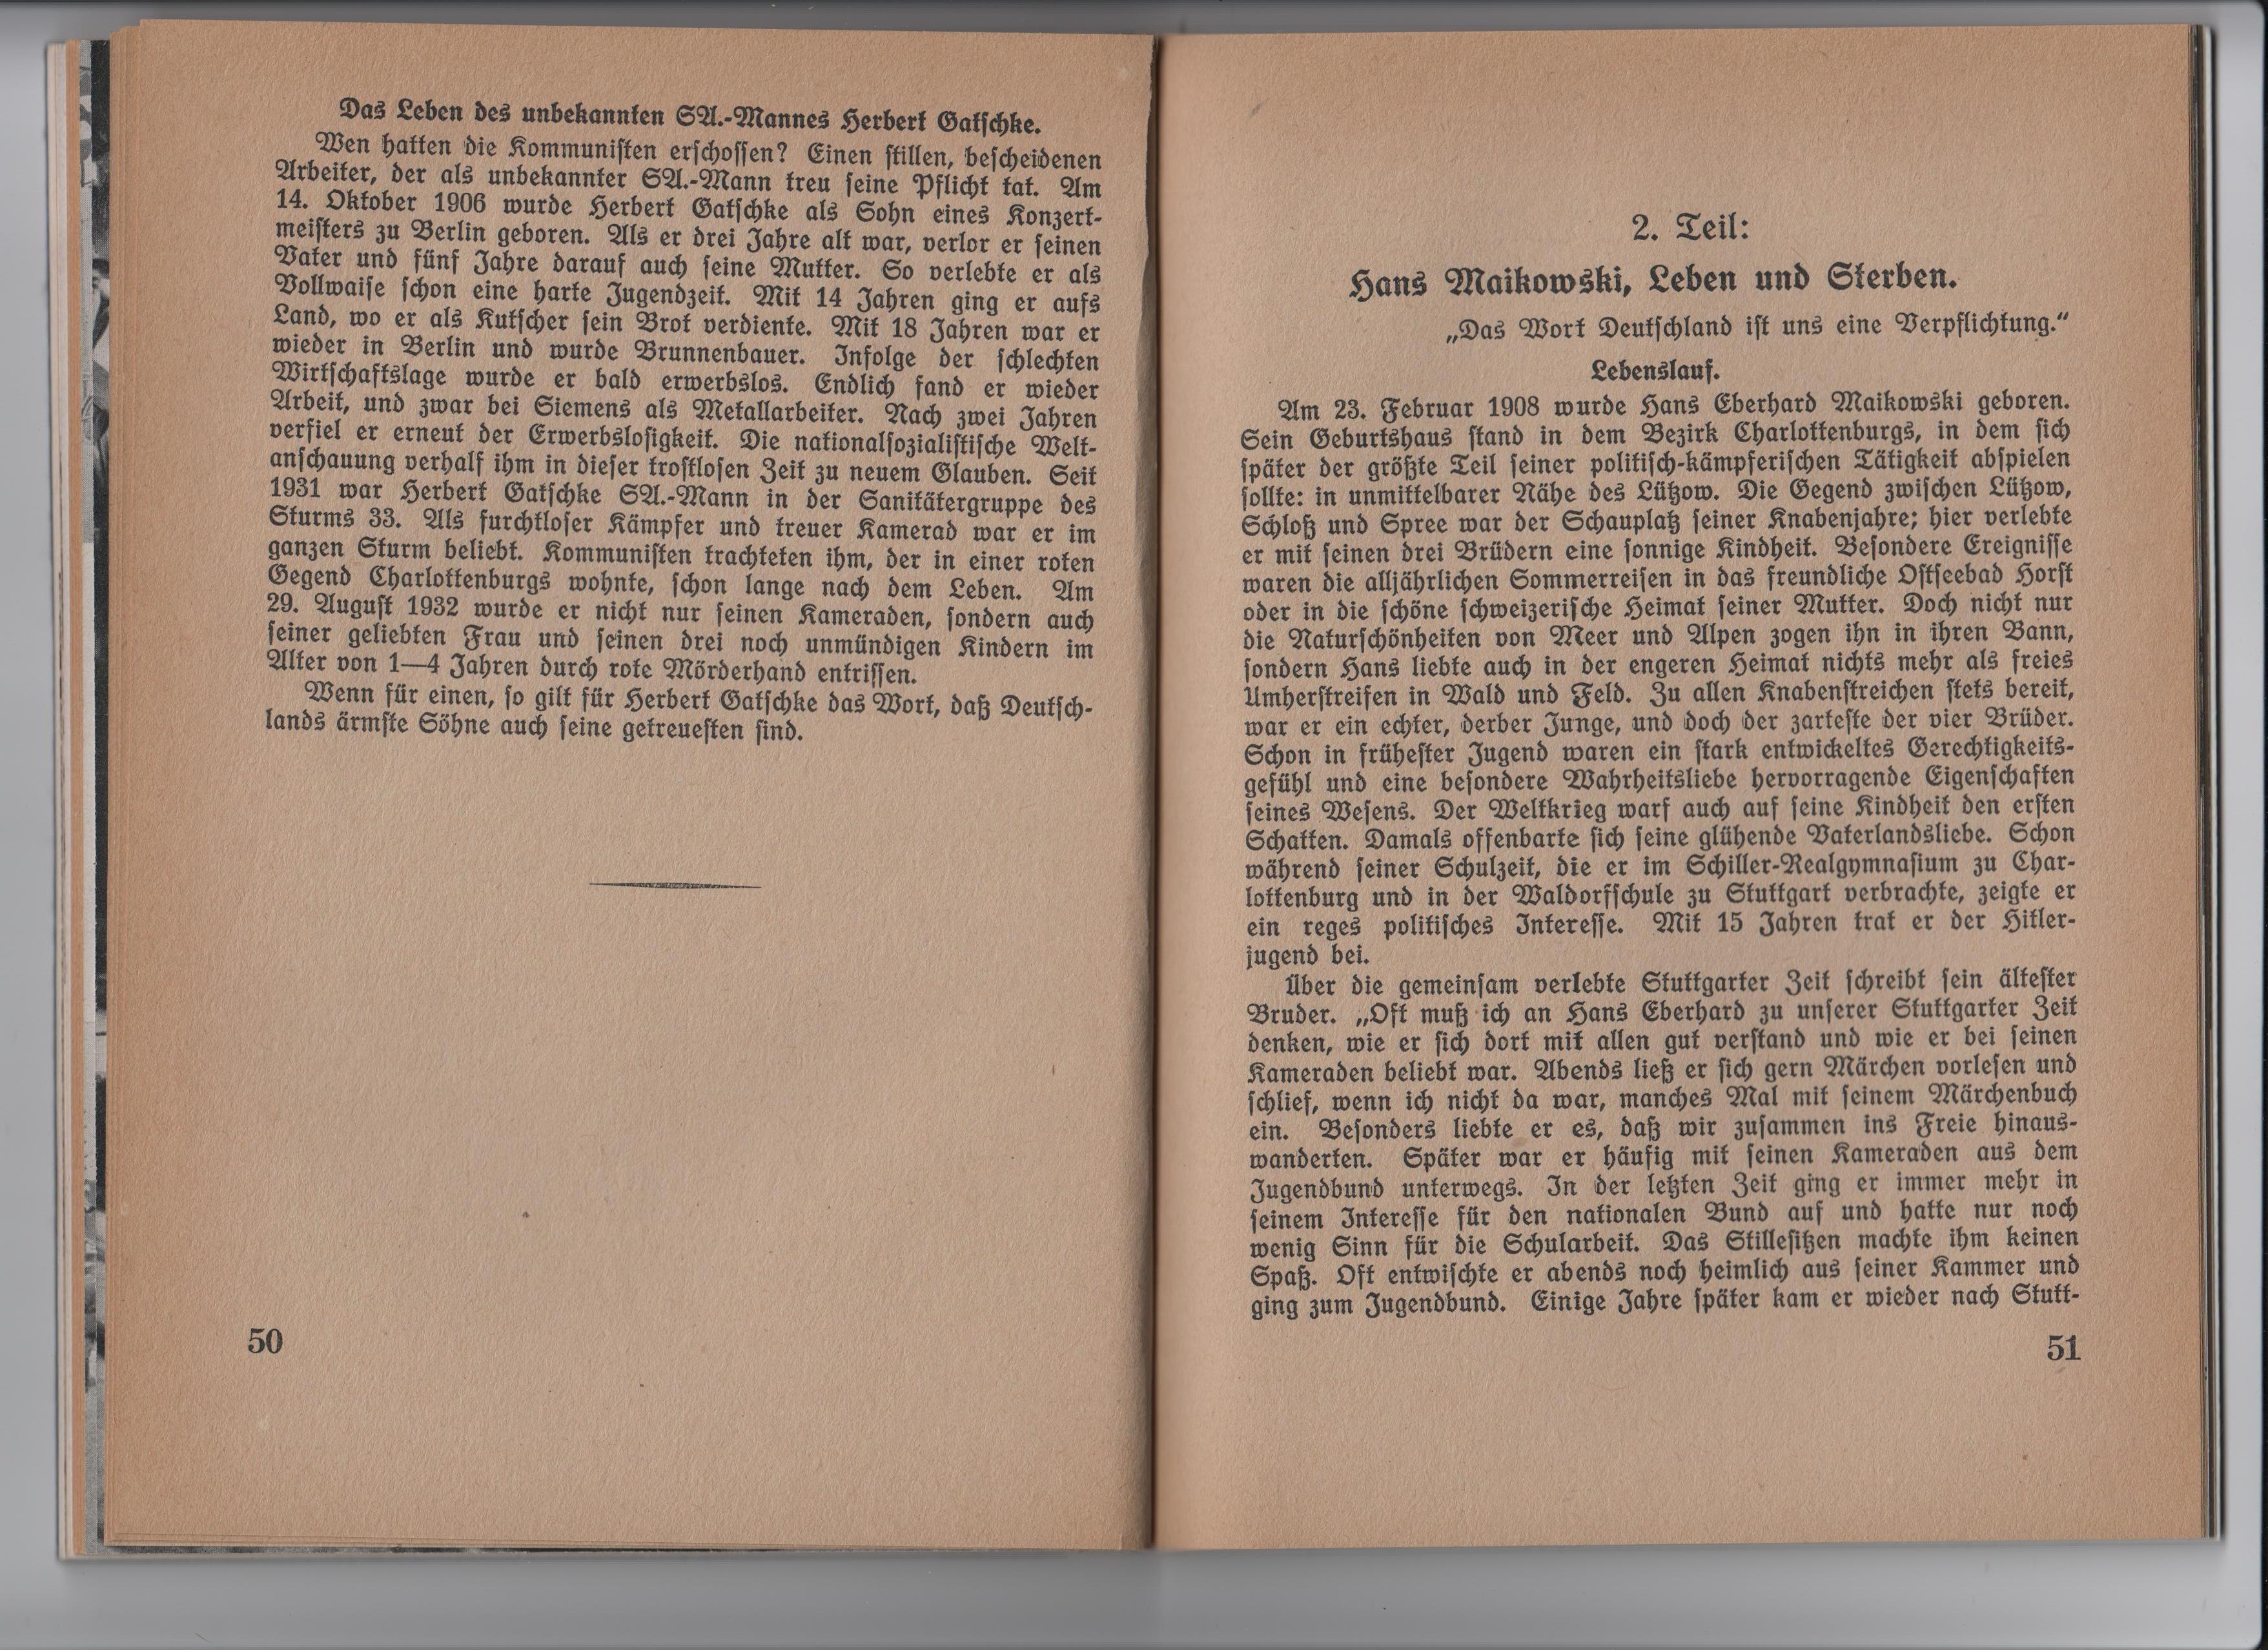 Das Leben des unbekannten SA.-Mannes Herbert Gatschke.
Wen hatten die Kommunisten erschossen? Einen stillen, bescheidenen
Arbeiter, der als unbekannter SA.-Mann treu seine Pflicht tat. Am
14. Oktober 1906 wurde Herbert Gatschke als Sohn eines Konzert-
meisters zu Berlin geboren. Als er drei Jahre alt war, verlor er seinen
Vater und fünf Jahre darauf auch seine Mutter. So verlebte er als
Vollwaise schon eine harte Jugendzeit. Mit 14 Jahren ging er aufs
Land, wo er als Kutscher sein Brot verdiente. Mit 18 Jahren war er
wieder in Berlin und wurde Brunnenbauer. Infolge der schlechten
Wirtschaftslage wurde er bald erwerbslos. Endlich fand er wieder
Arbeit, und zwar bei Siemens als Metallarbeiter. Nach zwei Jahren
verfiel er erneut der Erwerbslosigkeit. Die nationalsozialistische Welt-
anschauung verhalf ihm in dieser trostlosen Zeit zu neuem Glauben. Seit
1931 war Herbert Gatschke SA.-Mann in der Sanitätergruppe des
Sturms 33. Als furchtloser Kämpfer und treuer Kamerad war er im
ganzen Sturm beliebt. Kommunisten trachteten ihm, der in einer roten
Gegend Charlottenburgs wohnte, schon lange nach dem Leben. Am
29. August 1932 wurde er nicht nur seinen Kameraden, sondern auch
seiner geliebten Frau und seinen drei noch unmündigen Kindern im
Alter von 1—4 Jahren durch rote Mörderhand entrissen.
Wenn für einen, so gilt für Herbert Gatschke das Wort, daß Deutsch-
lands ärmste Söhne auch seine getreuesten sind.
50
2. Teil:
Hans Maikowski, Leben und Sterben.
„Das Wort Deutschland ist uns eine Verpflichtung.“
Lebenslauf.
Am 23. Februar 1908 wurde Hans Eberhard Maikowski geboren.
Sein Geburtshaus stand in dem Bezirk Charlottenburgs, in dem sich
später der größte Teil seiner politisch-kämpferischen Tätigkeit abspielen
sollte: in unmittelbarer Nähe des Lützow. Die Gegend zwischen Lützow,
Schloß und Spree war der Schauplatz seiner Knabenjahre; hier verlebte
er mit seinen drei Brüdern eine sonnige Kindheit. Besondere Ereignisse
waren die alljährlichen Sommerreisen in das freundliche Ostseebad Horst
oder in die schöne schweizerische Heimat seiner Mutter. Doch nicht nur
die Naturschönheiten von Meer und Alpen zogen ihn in ihren Bann,
sondern Hans liebte auch in der engeren Heimat nichts mehr als freies
Umherstreifen in Wald und Feld. Zu allen Knabenstreichen stets bereit,
war er ein echter, derber Junge, und doch der zarteste der vier Brüder.
Schon in frühester Jugend waren ein stark entwickeltes Gerechtigkeits-
gefühl und eine besondere Wahrheitsliebe hervorragende Eigenschaften
seines Wesens. Der Weltkrieg warf auch auf seine Kindheit den ersten
Schatten. Damals offenbarte sich seine glühende Vaterlandsliebe. Schon
während seiner Schulzeit, die er im Schiller-Realgymnasium zu Char-
lottenburg und in der Waldorfschule zu Stuttgart verbrachte, zeigte er
ein reges politisches Interesse. Mit 15 Jahren trat er der Hitler-
jugend bei.
Über die gemeinsam verlebte Stuttgarter Zeit schreibt sein ältester
Bruder. „Oft muß ich an Hans Eberhard zu unserer Stuttgarter Zeit
denken, wie er sich dort mit allen gut verstand und wie er bei seinen
Kameraden beliebt war. Abends ließ er sich gern Märchen vorlesen und
schlief, wenn ich nicht da war, manches Mal mit seinem Märchenbuch
ein. Besonders liebte er es, daß wir zusammen ins Freie hinaus-
wanderten. Später war er häufig mit seinen Kameraden aus dem
Jugendbund unterwegs. In der letzten Zeit ging er immer mehr in
seinem Interesse für den nationalen Bund auf und hatte nur noch
wenig Sinn für die Schularbeit. Das Stillesitzen machte ihm keinen
Spaß. Oft entwischte er abends noch heimlich aus seiner Kammer und
ging zum Jugendbund. Einige Jahre später kam er wieder nach Stutt-
51